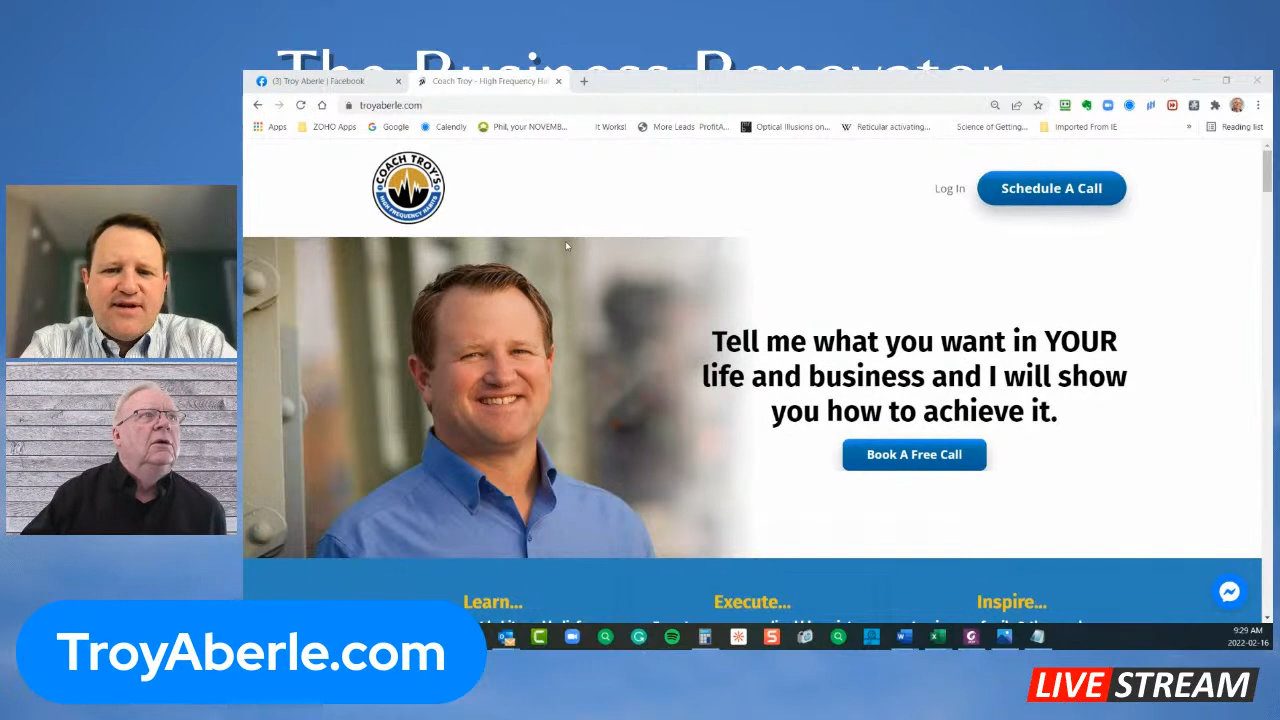 The Business Renovator
(3) Troy Aberle | Facebook
Coach Troy - High Frequency Ha
troyaberle.com
Apps
ZOHO Apps
Google
Calendly
Phil, your NOVEMB...
It Works!
More Leads ProfitA...
Optical Illusions on...
Reticular activating...
Science of Getting...
Imported From IE
»
Reading list
COACH TROY'S
HIGH FREQUENCY HABITS
Log In
Schedule A Call
Tell me what you want in YOUR
life and business and I will show
you how to achieve it.
Book A Free Call
Learn...
Execute...
Inspire...
9:29 AM
2022-02-16
TroyAberle.com
LIVE STREAM